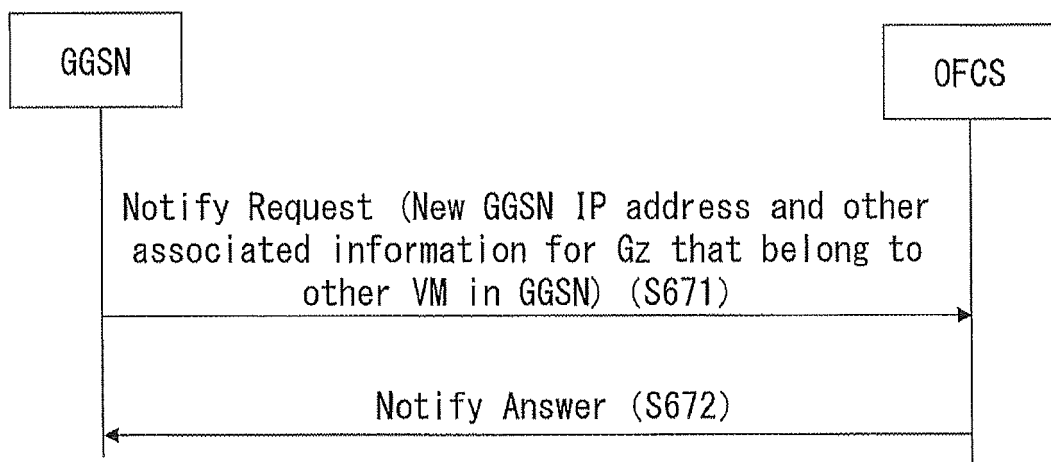 GGSN
OFCS
Notify Request (New GGSN IP address and other
associated information for Gz that belong to
other VM in GGSN) (S671)
Notify Answer (S672)